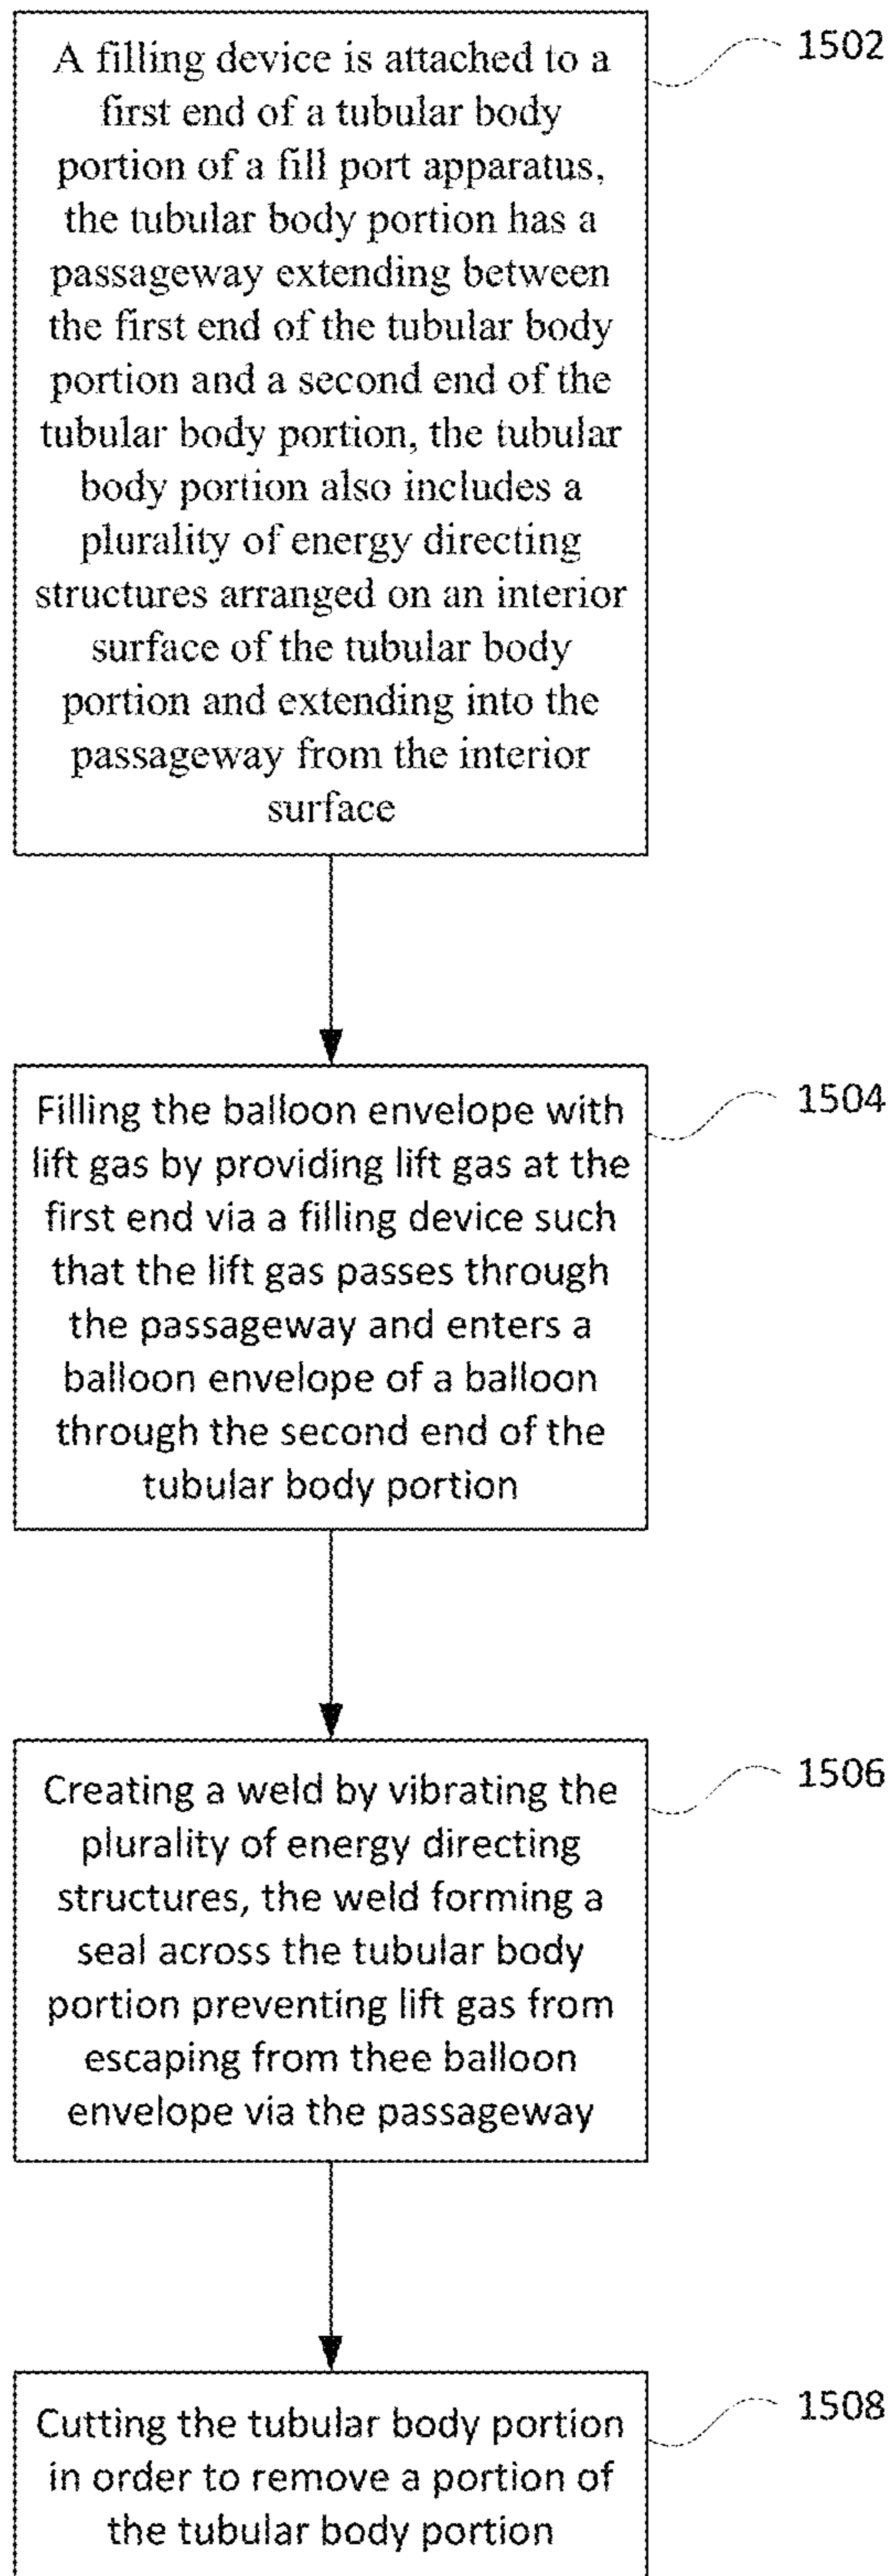 A filling device is attached to a
first end of a tubular body
portion of a fill port apparatus,
the tubular body portion has a
passageway extending between
the first end of the tubular body
portion and a second end of the
tubular body portion, the tubular
body portion also includes a
plurality of energy directing
structures arranged on an interior
surface of the tubular body
portion and extending into the
passageway from the interior
surface
1502
Filling the balloon envelope with
lift gas by providing lift gas at the
first end via a filling device such
that the lift gas passes through
the passageway and enters a
balloon envelope of a balloon
through the second end of the
tubular body portion
1504
Creating a weld by vibrating the
plurality of energy directing
structures, the weld forming a
seal across the tubular body
portion preventing lift gas from
escaping from thee balloon
envelope via the passageway
1506
Cutting the tubular body portion
in order to remove a portion of
the tubular body portion
1508